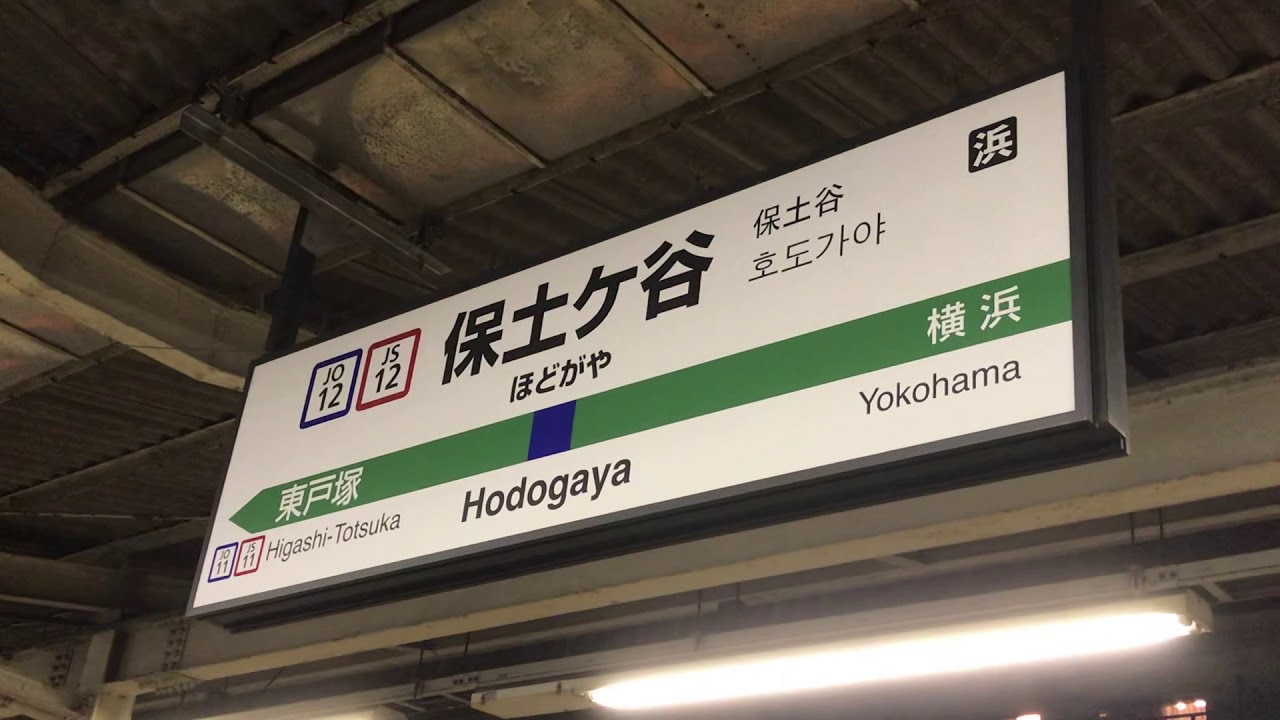 浜
保土谷
호도가야
JO
12
JS
12
保土ケ谷
ほどがや
横浜
Yokohama
東戸塚
Hodogaya
JO
11
JS
11
Higashi-Totsuka